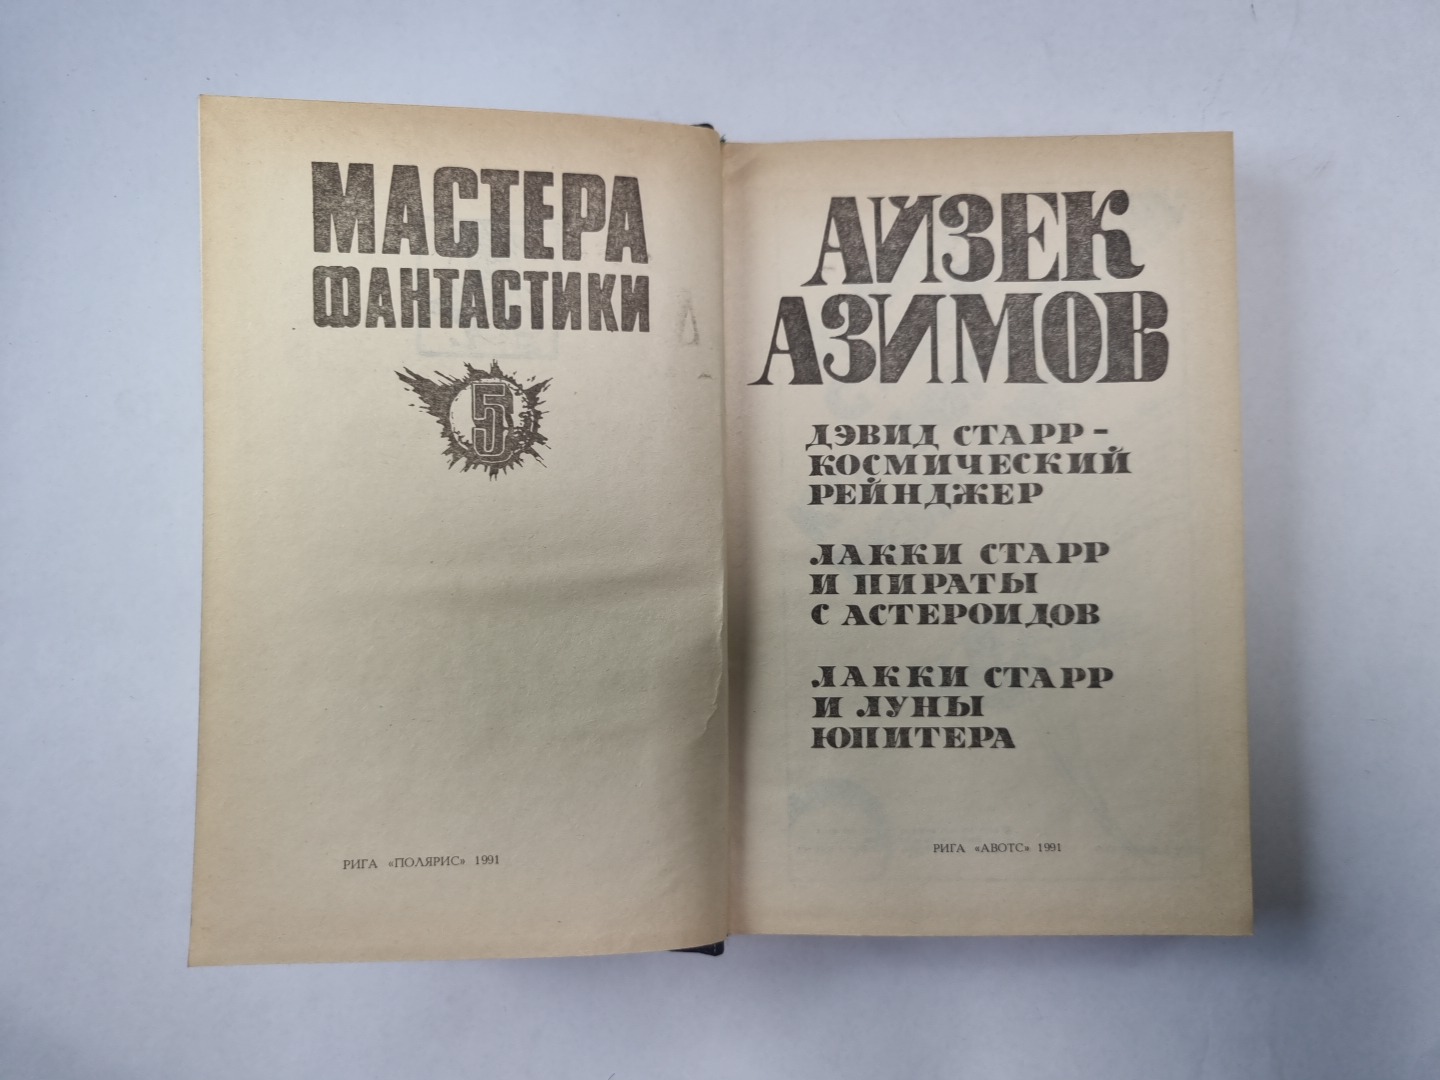 МАСТЕРА
ФАНТАСТИКИ
5
РИГА «ПОЛЯРИС» 1991
АЙЗЕК
АЗИМОВ
ДЭВИД СТАРР –
КОСМИЧЕСКИЙ
РЕЙНДЖЕР
ЛАККИ СТАРР
И ПИРАТЫ
С АСТЕРОИДОВ
ЛАККИ СТАРР
И ЛУНЫ
ЮПИТЕРА
РИГА «АВОТС» 1991